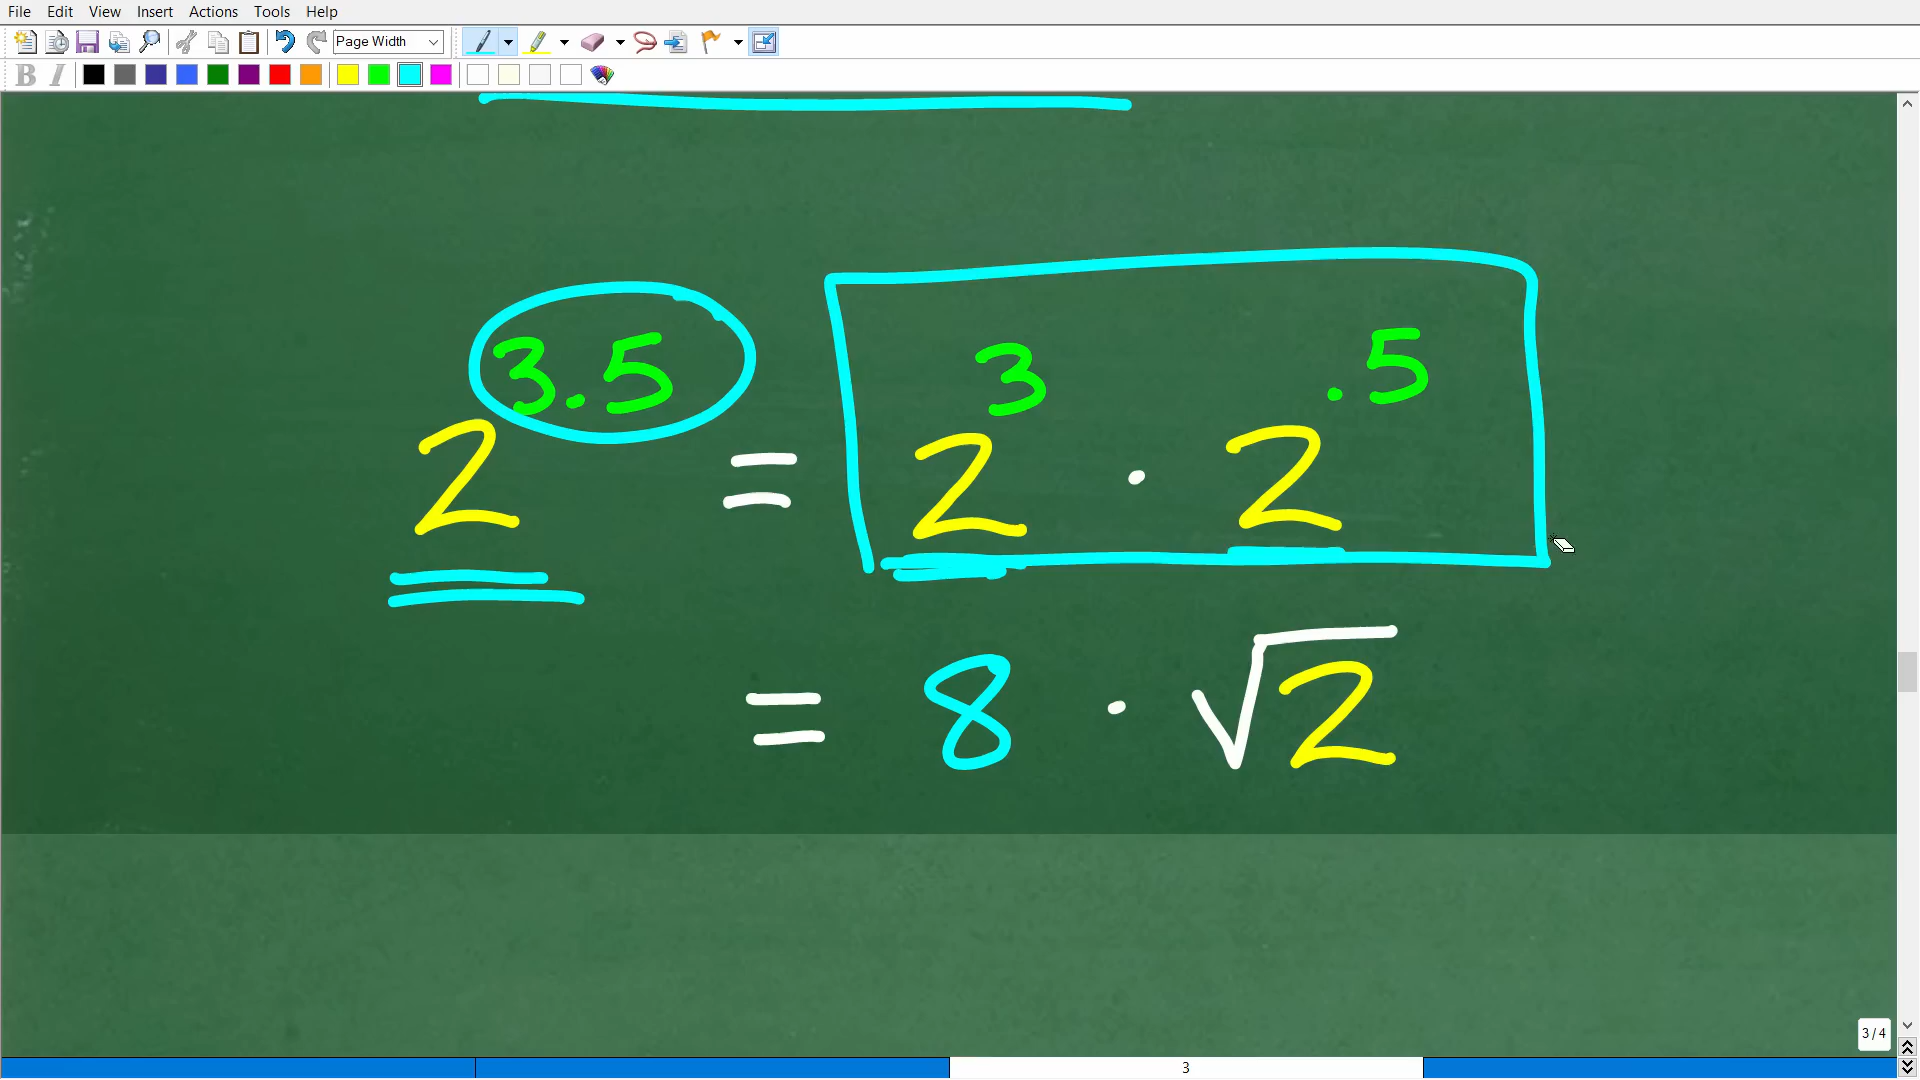 File Edit View Insert Actions Tools Help
Page Width
B I
2^3.5 = 2^3 · 2^.5
= 8 · √2
3 / 4
3